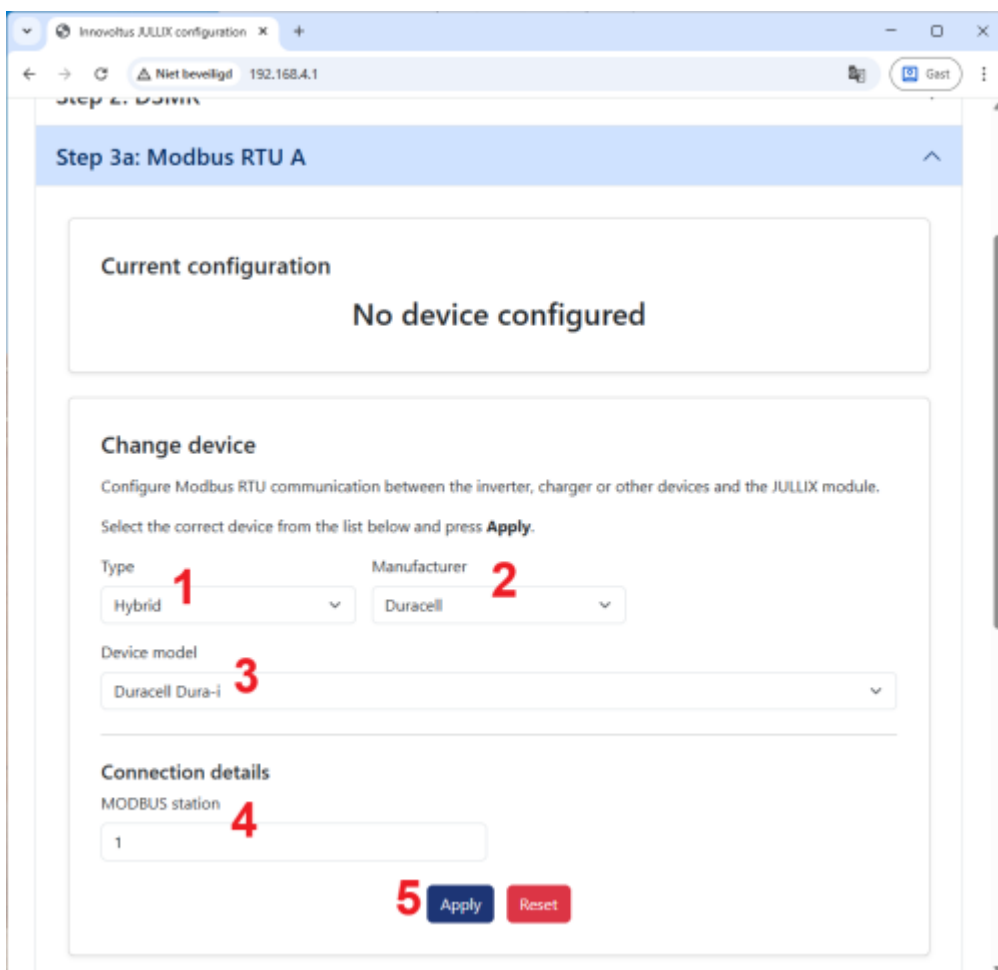 Innovoltus JULLIX configuration
Niet beveiligd 192.168.4.1 Gast
Step 2: DSMR
Step 3a: Modbus RTU A
Current configuration
No device configured
Change device
Configure Modbus RTU communication between the inverter, charger or other devices and the JULLIX module.
Select the correct device from the list below and press Apply.
Type 1 Manufacturer 2
Hybrid Duracell
Device model 3
Duracell Dura-i
Connection details
MODBUS station 4
1
5 Apply Reset